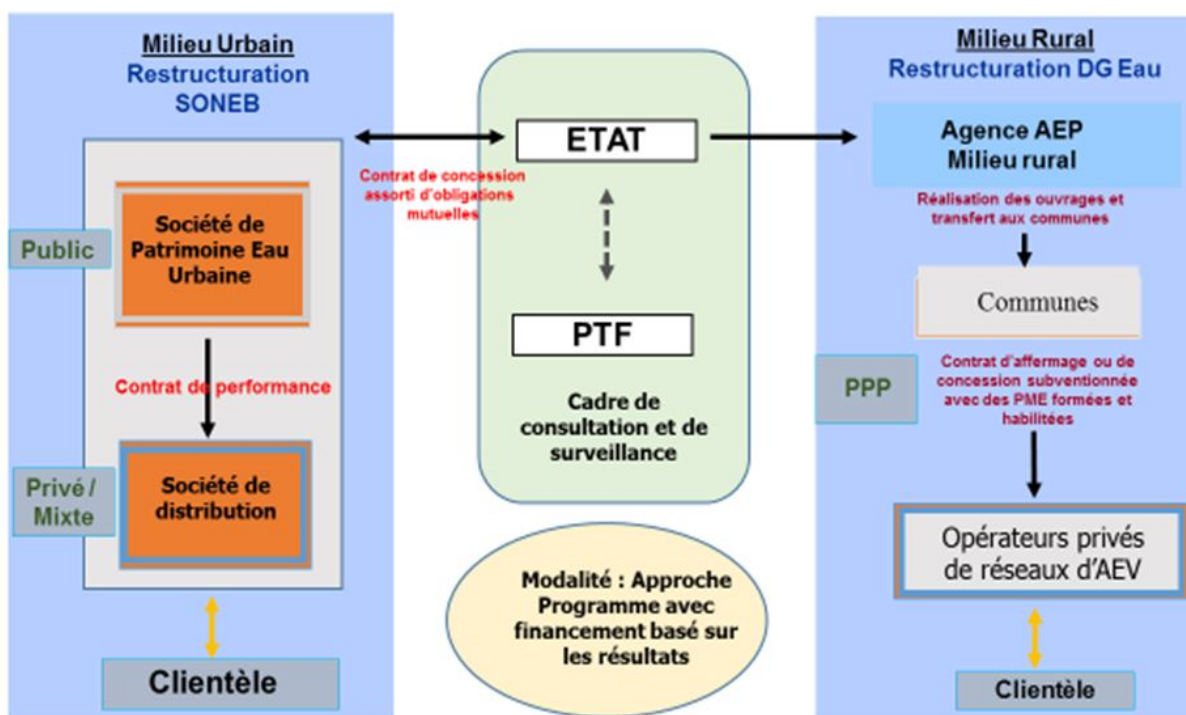 Milieu Urbain
Restructuration
SONEB
Public
Société de
Patrimoine Eau
Urbaine
Contrat de performance
Privé /
Mixte
Société de
distribution
Clientèle
Contrat de concession
assorti d'obligations
mutuelles
ETAT
PTF
Cadre de
consultation et de
surveillance
Modalité : Approche
Programme avec
financement basé sur
les résultats
Milieu Rural
Restructuration DG Eau
Agence AEP
Milieu rural
Réalisation des ouvrages et
transfert aux communes
Communes
PPP
Contrat d'affermage ou de
concession subventionnée
avec des PME formées et
habilitées
Opérateurs privés
de réseaux d'AEV
Clientèle